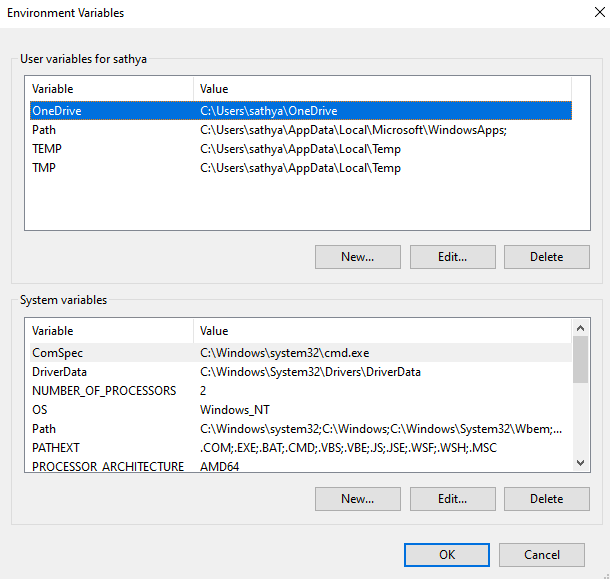 Environment Variables
User variables for sathya
Variable Value
OneDrive C:\Users\sathya\OneDrive
Path C:\Users\sathya\AppData\Local\Microsoft\WindowsApps;
TEMP C:\Users\sathya\AppData\Local\Temp
TMP C:\Users\sathya\AppData\Local\Temp
New... Edit... Delete
System variables
Variable Value
ComSpec C:\Windows\system32\cmd.exe
DriverData C:\Windows\System32\Drivers\DriverData
NUMBER_OF_PROCESSORS 2
OS Windows_NT
Path C:\Windows\system32;C:\Windows;C:\Windows\System32\Wbem;...
PATHEXT .COM;.EXE;.BAT;.CMD;.VBS;.VBE;.JS;.JSE;.WSF;.WSH;.MSC
PROCESSOR_ARCHITECTURE AMD64
New... Edit... Delete
OK Cancel